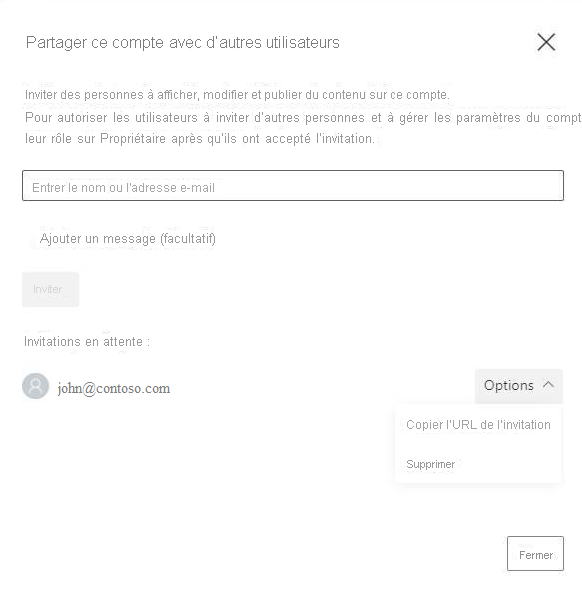 Partager ce compte avec d'autres utilisateurs
Inviter des personnes à afficher, modifier et publier du contenu sur ce compte.
Pour autoriser les utilisateurs à inviter d'autres personnes et à gérer les paramètres du compt
leur rôle sur Propriétaire après qu'ils ont accepté l'invitation.
Entrer le nom ou l'adresse e-mail
Ajouter un message (facultatif)
Inviter
Invitations en attente :
john@contoso.com
Options
Copier l'URL de l'invitation
Supprimer
Fermer